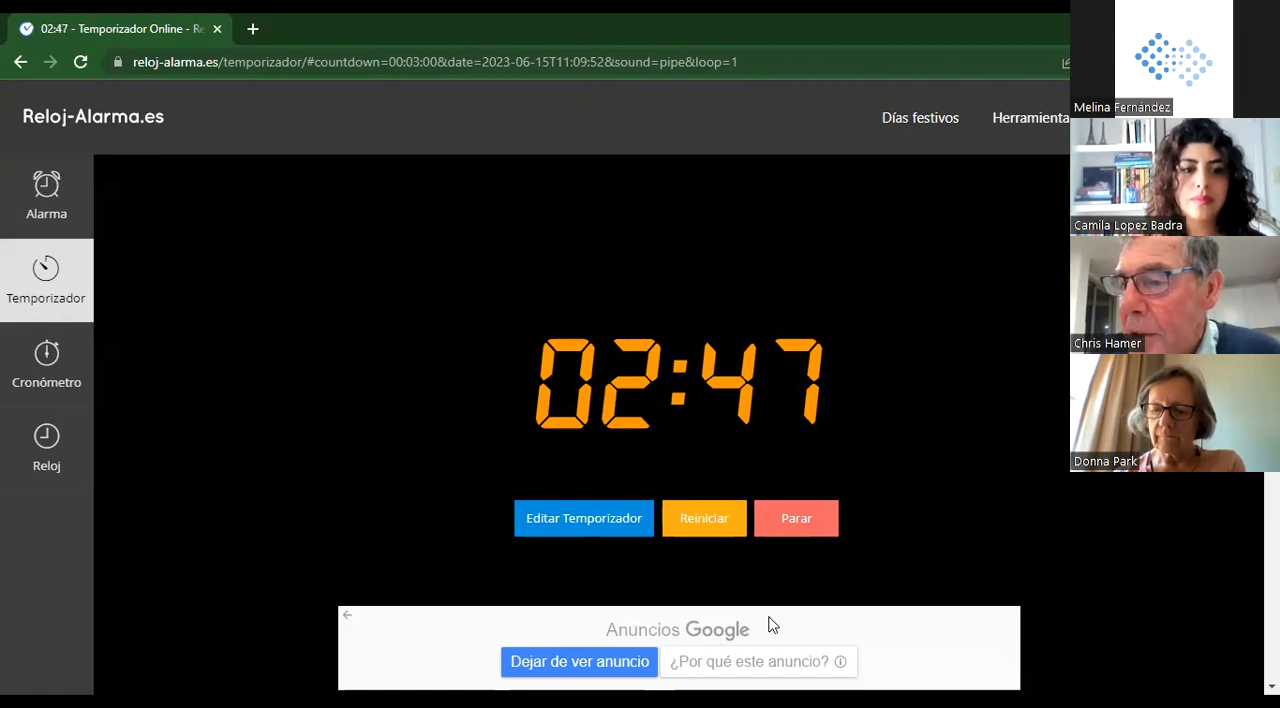 02:47 - Temporizador Online - Re
reloj-alarma.es/temporizador/#countdown=00:03:00&date=2023-06-15T11:09:52&sound=pipe&loop=1
Reloj-Alarma.es
Días festivos
Herramienta
Alarma
Temporizador
Cronómetro
Reloj
02:47
Editar Temporizador
Reiniciar
Parar
Anuncios Google
Dejar de ver anuncio
¿Por qué este anuncio?
Melina Fernández
Camila Lopez Badra
Chris Hamer
Donna Park